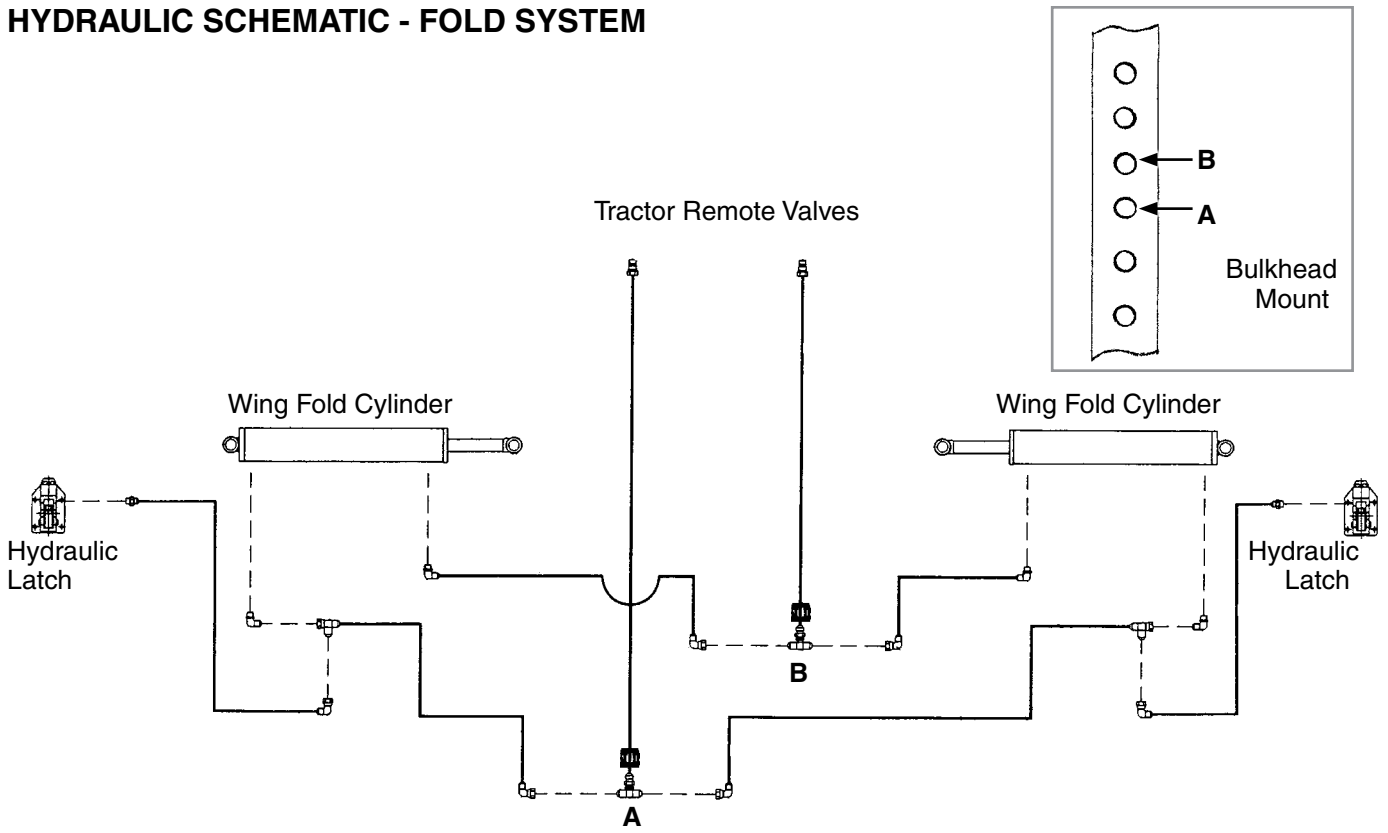 HYDRAULIC SCHEMATIC - FOLD SYSTEM
B
A
Bulkhead
Mount
Tractor Remote Valves
Wing Fold Cylinder
Wing Fold Cylinder
Hydraulic
Latch
Hydraulic
Latch
B
A